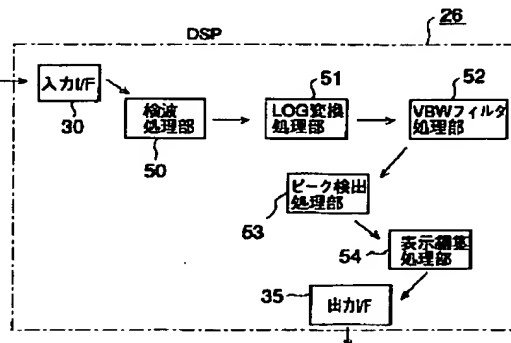 DSP
26
入力I/F
30
検波
処理部
50
51
LOG変換
処理部
52
VBWフィルタ
処理部
ピーク検出
処理部
53
表示編集
処理部
54
35
出力I/F